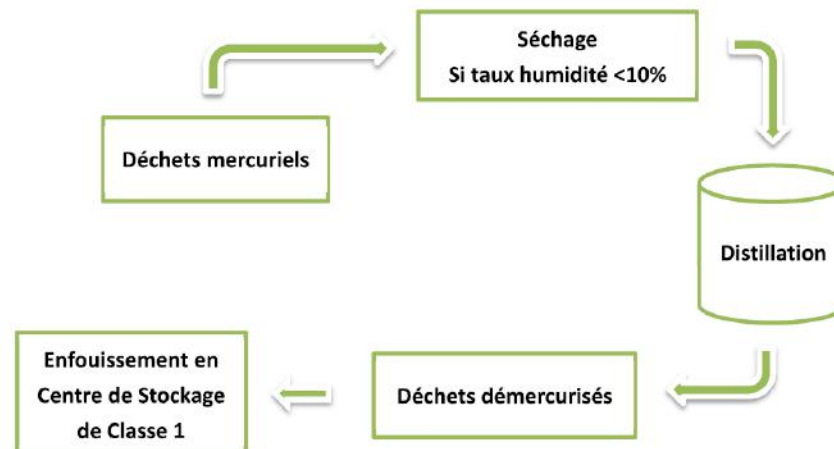 Séchage
Si taux humidité <10%
Déchets mercuriels
Distillation
Déchets démercurisés
Enfouissement en
Centre de Stockage
de Classe 1